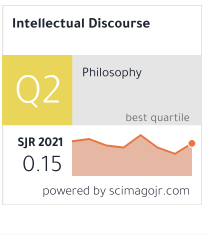 Intellectual Discourse
Q2
Philosophy
best quartile
SJR 2021
0.15
powered by scimagojr.com